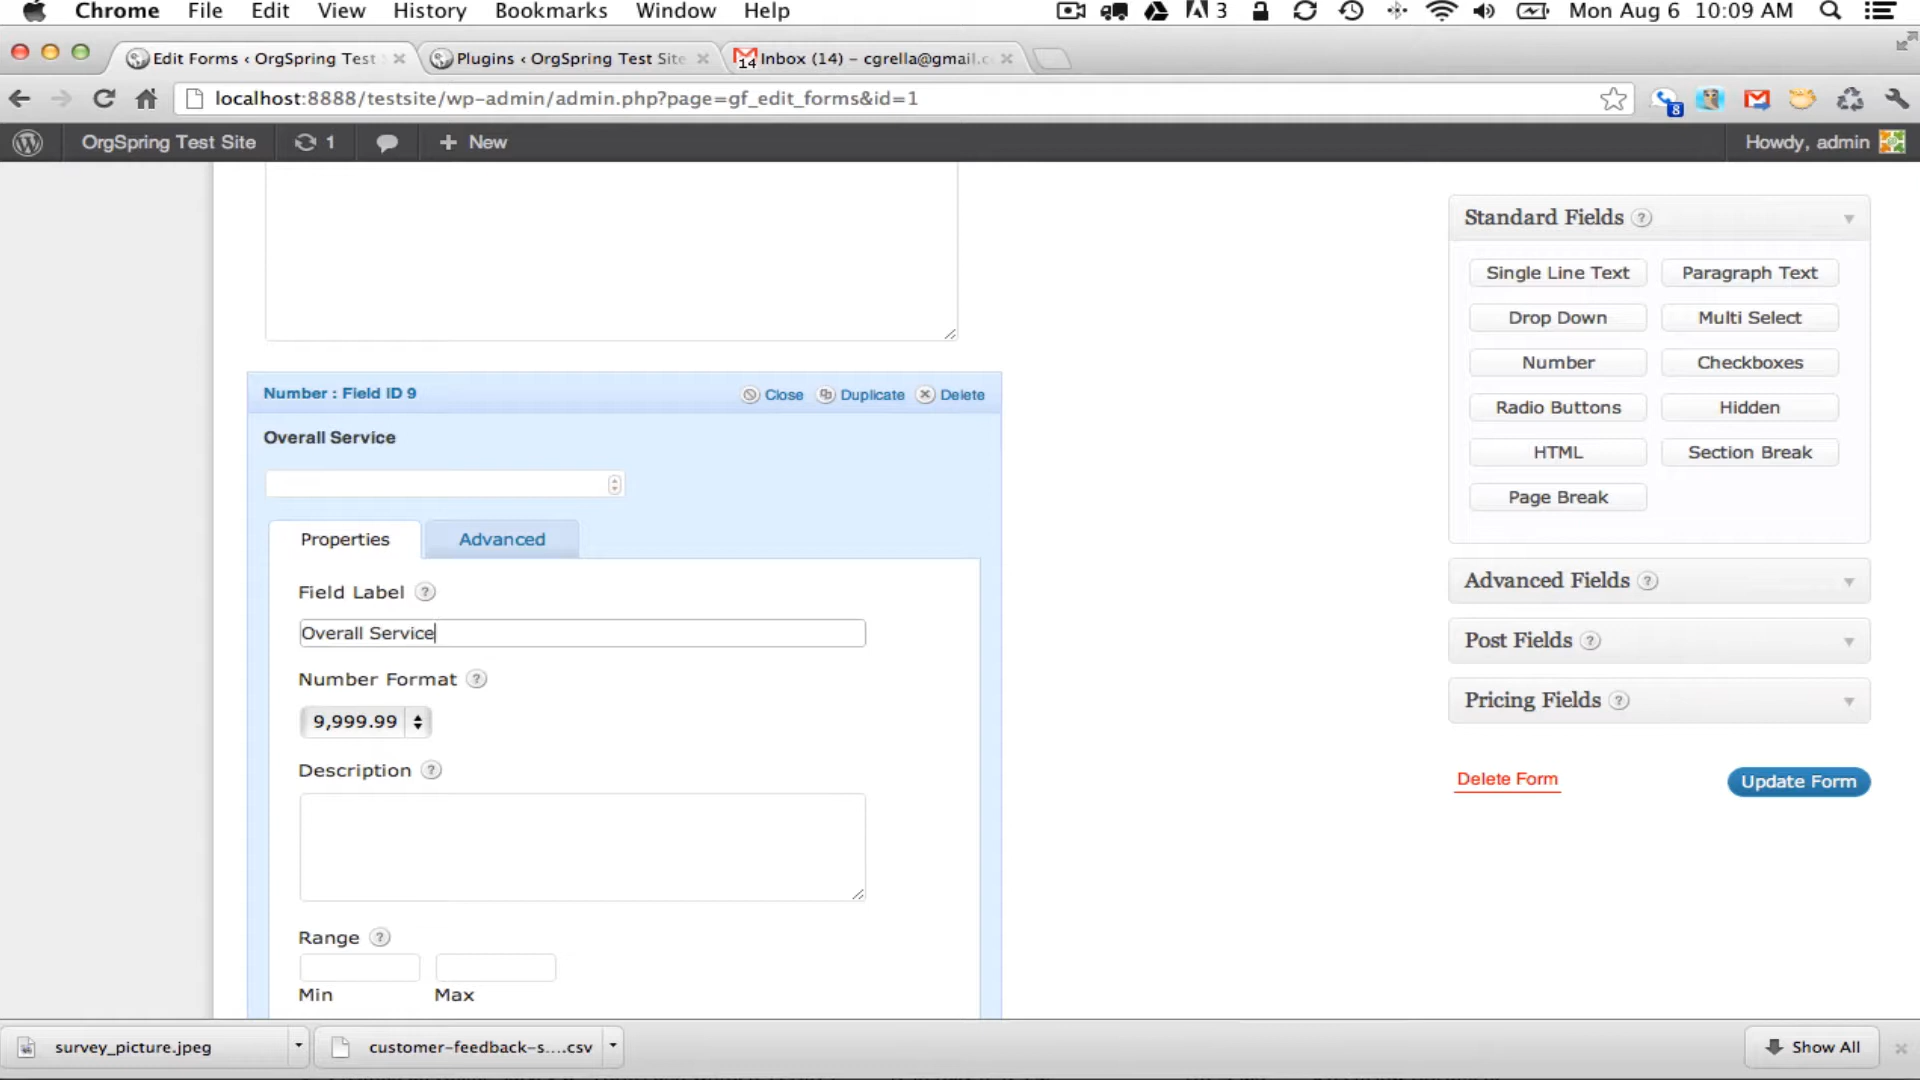 Chrome File Edit View History Bookmarks Window Help 3 Mon Aug 6 10:09 AM
Edit Forms ‹ OrgSpring Test Plugins ‹ OrgSpring Test Site 14 Inbox (14) – cgrella@gmail.c
localhost:8888/testsite/wp-admin/admin.php?page=gf_edit_forms&id=1 8
OrgSpring Test Site 1 + New Howdy, admin
Standard Fields ?
Single Line Text Paragraph Text
Drop Down Multi Select
Number Checkboxes
Radio Buttons Hidden
HTML Section Break
Page Break
Advanced Fields ?
Post Fields ?
Pricing Fields ?
Delete Form Update Form
Number : Field ID 9 Close Duplicate Delete
Overall Service
Properties Advanced
Field Label ?
Overall Service
Number Format ?
9,999.99
Description ?
Range ?
Min Max
survey_picture.jpeg customer-feedback-s....csv Show All